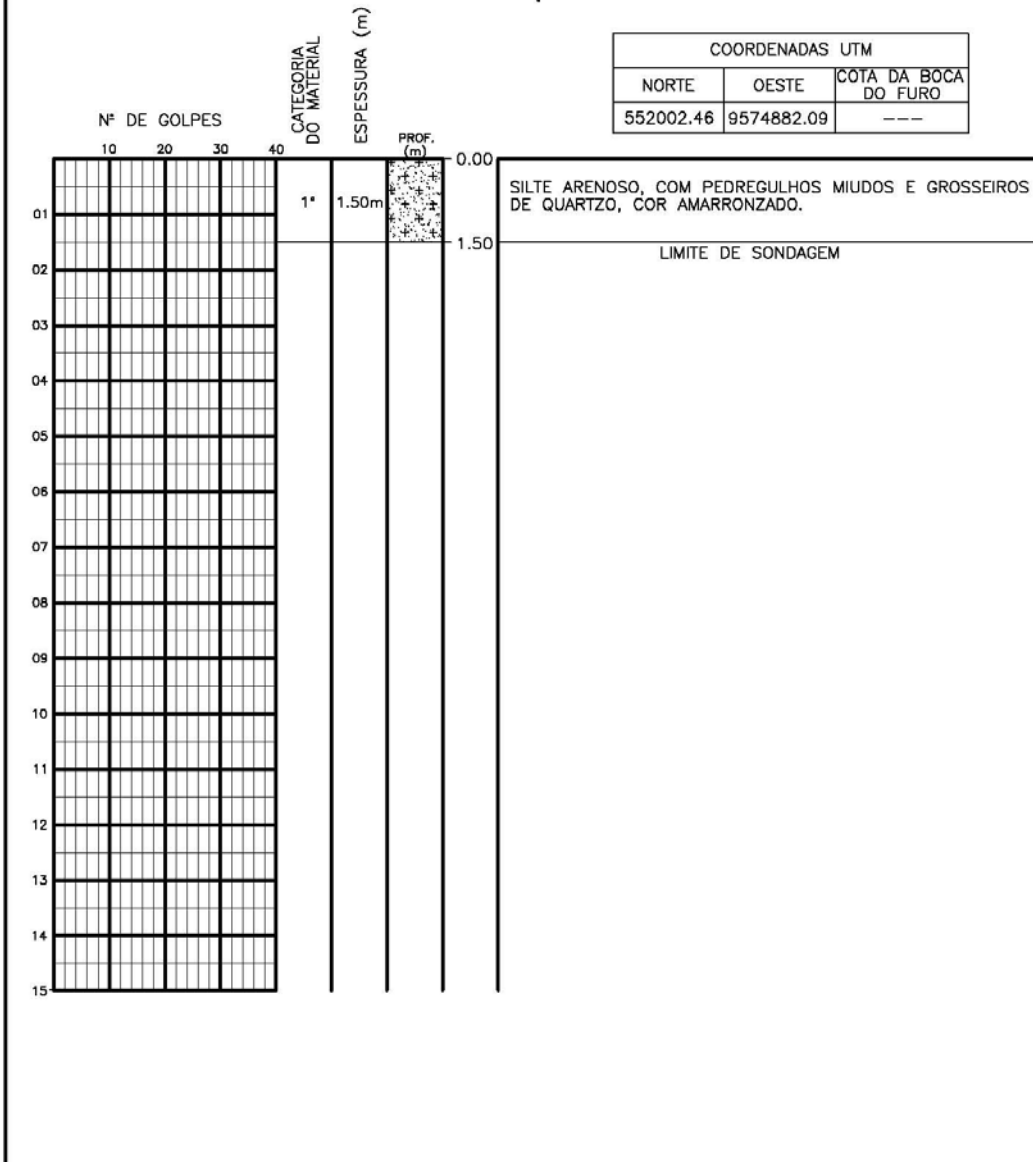 COORDENADAS UTM
NORTE OESTE COTA DA BOCA DO FURO
552002.46 9574882.09 ---
Nº DE GOLPES
CATEGORIA DO MATERIAL
ESPESSURA (m)
PROF. (m)
10 20 30 40
0.00
1ª 1.50m
SILTE ARENOSO, COM PEDREGULHOS MIUDOS E GROSSEIROS
DE QUARTZO, COR AMARRONZADO.
1.50
LIMITE DE SONDAGEM
01
02
03
04
05
06
07
08
09
10
11
12
13
14
15